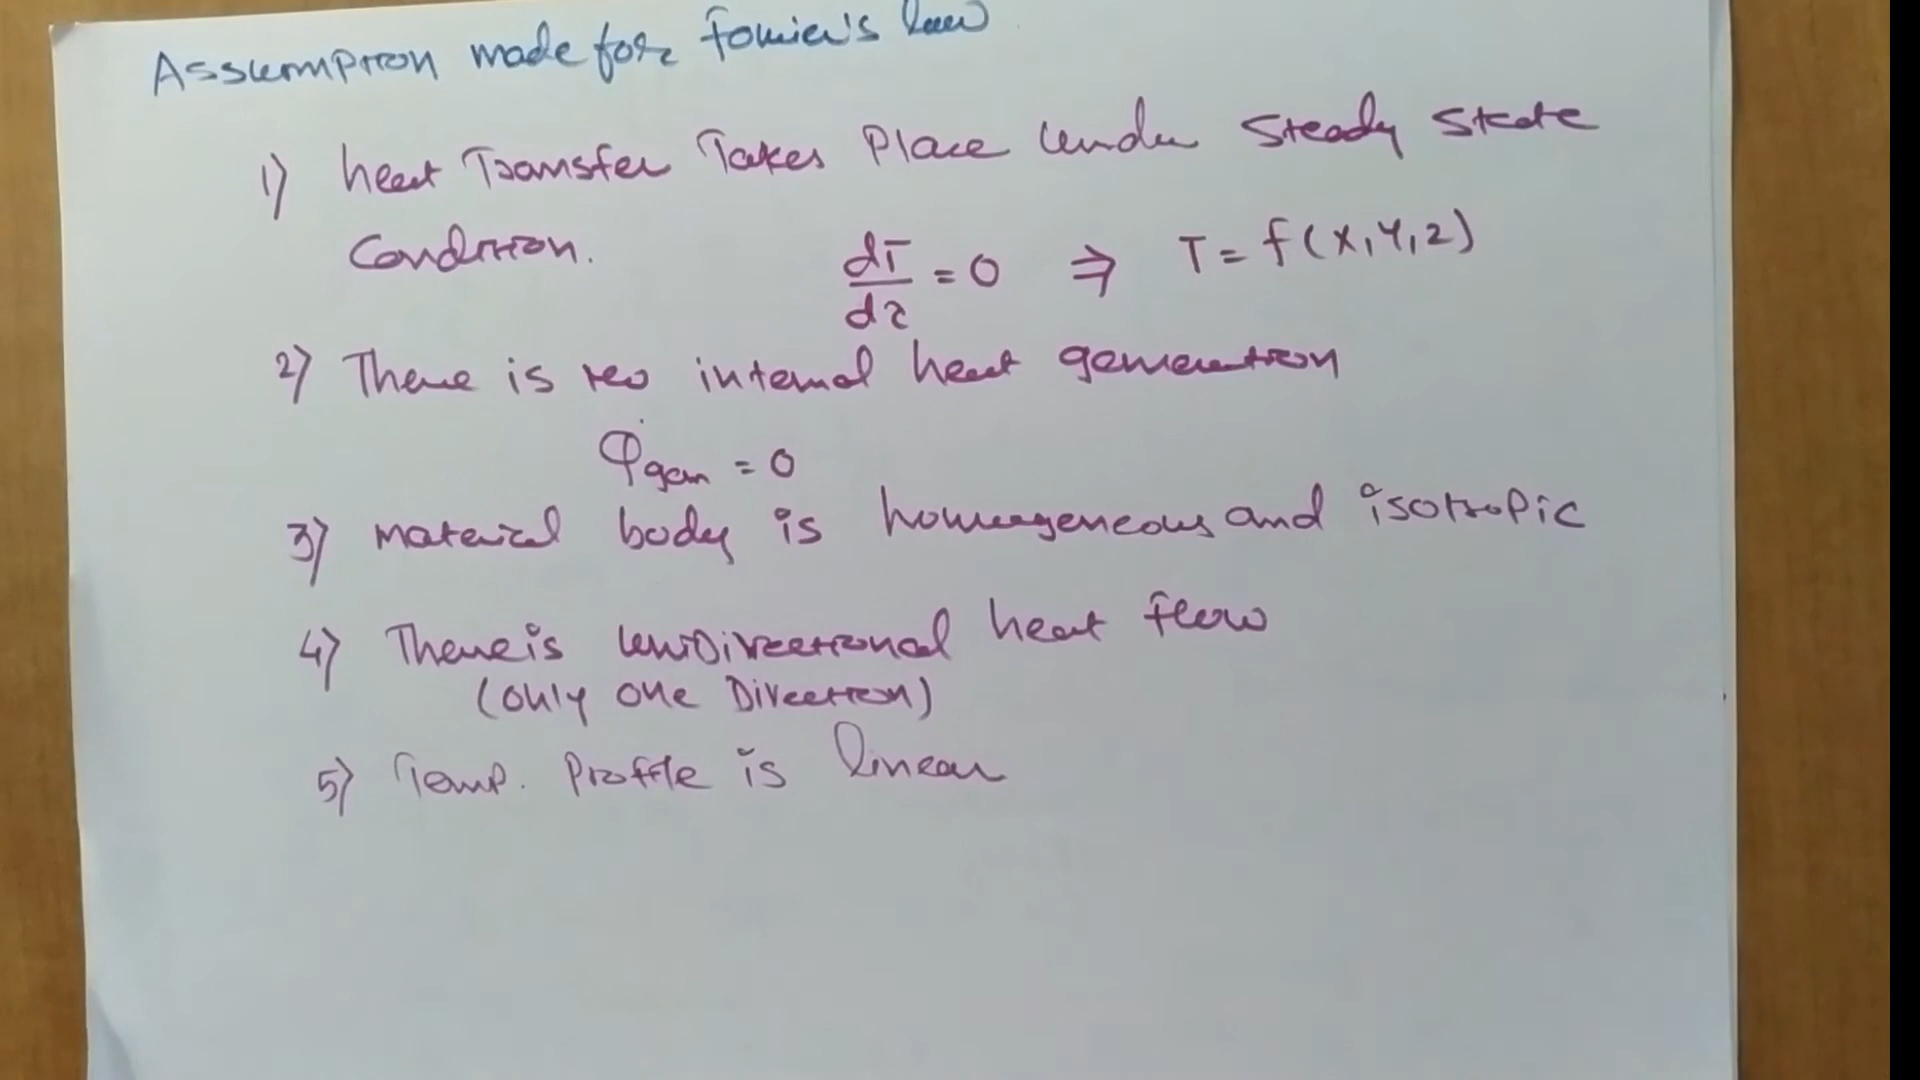 Assumption made for Fourier's law
1) heat Transfer Takes Place under steady state
Condition. dT/dτ = 0 ⇒ T = f(x,y,z)
2) There is no internal heat generation
q̇gen = 0
3) material body is homogeneous and isotropic
4) There is uniDirectional heat flow
(only one Direction)
5) Temp. Profile is linear